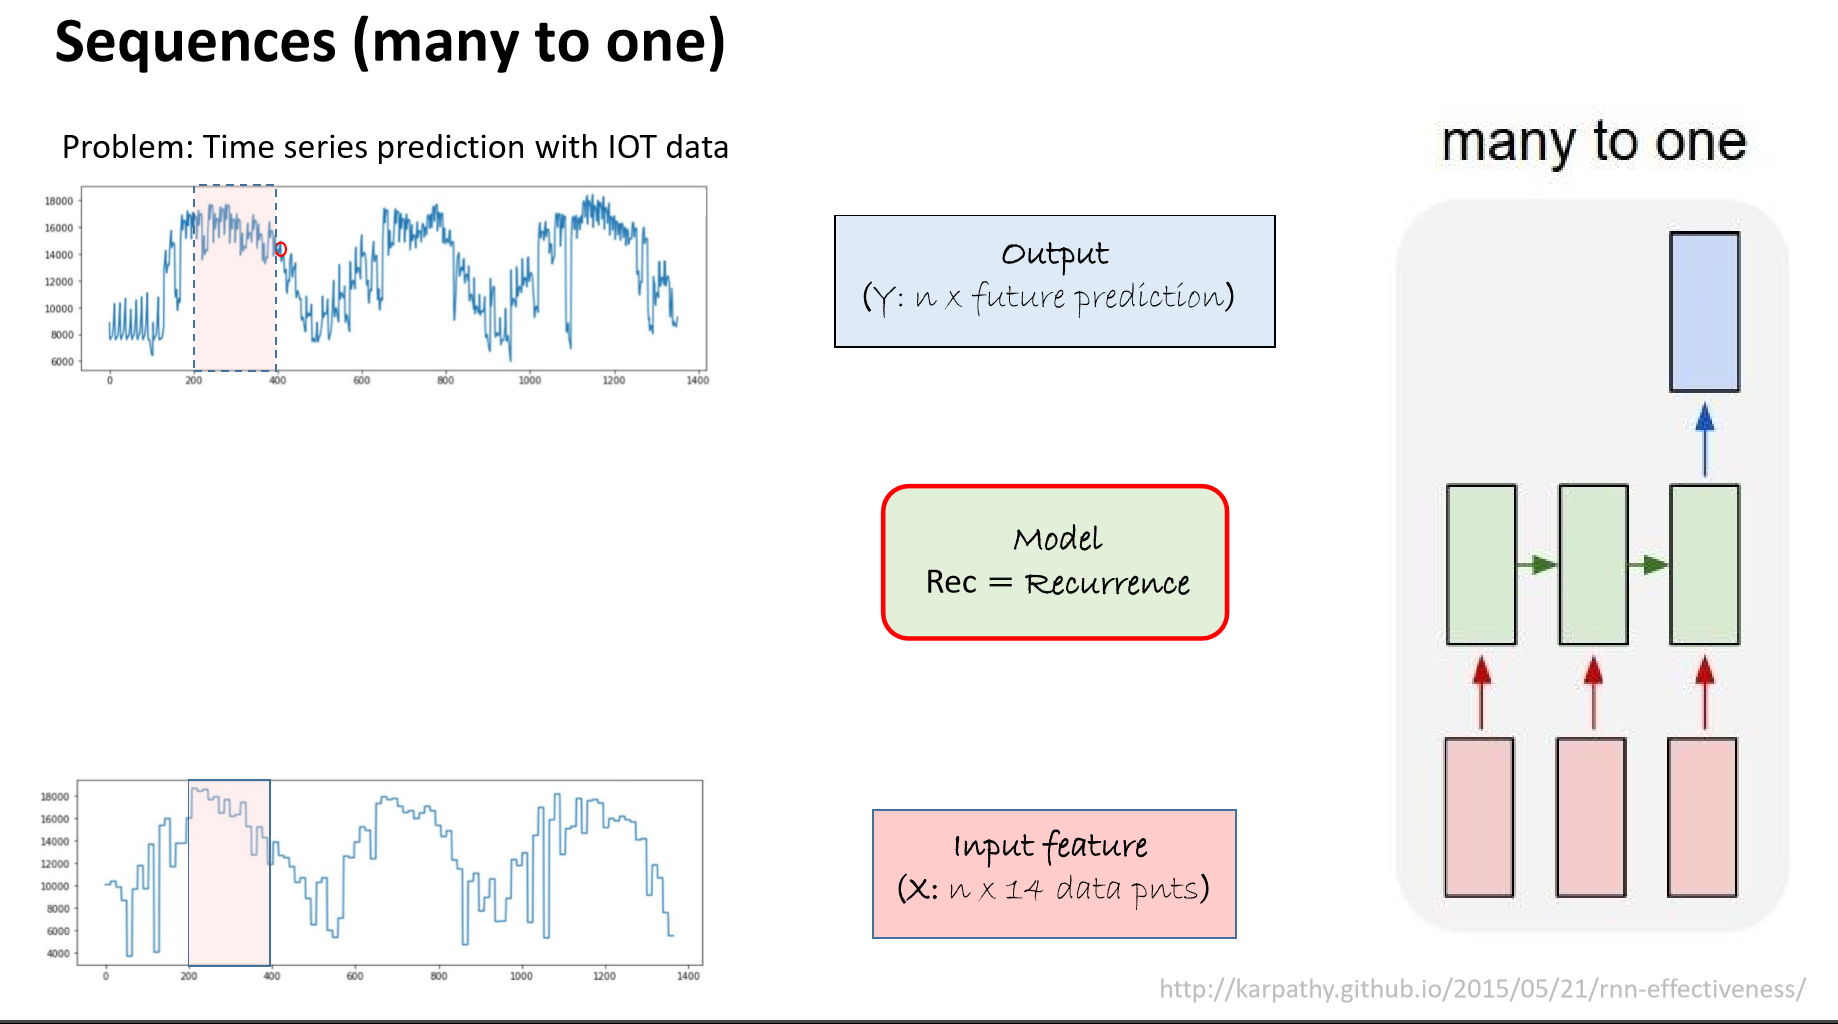 Sequences (many to one)
Problem: Time series prediction with IOT data
18000
16000
14000
12000
10000
8000
6000
0 200 400 600 800 1000 1200 1400
Output
(Y: n x future prediction)
Model
Rec = Recurrence
18000
16000
14000
12000
10000
8000
6000
4000
0 200 400 600 800 1000 1200 1400
Input feature
(X: n x 14 data pnts)
many to one
http://karpathy.github.io/2015/05/21/rnn-effectiveness/